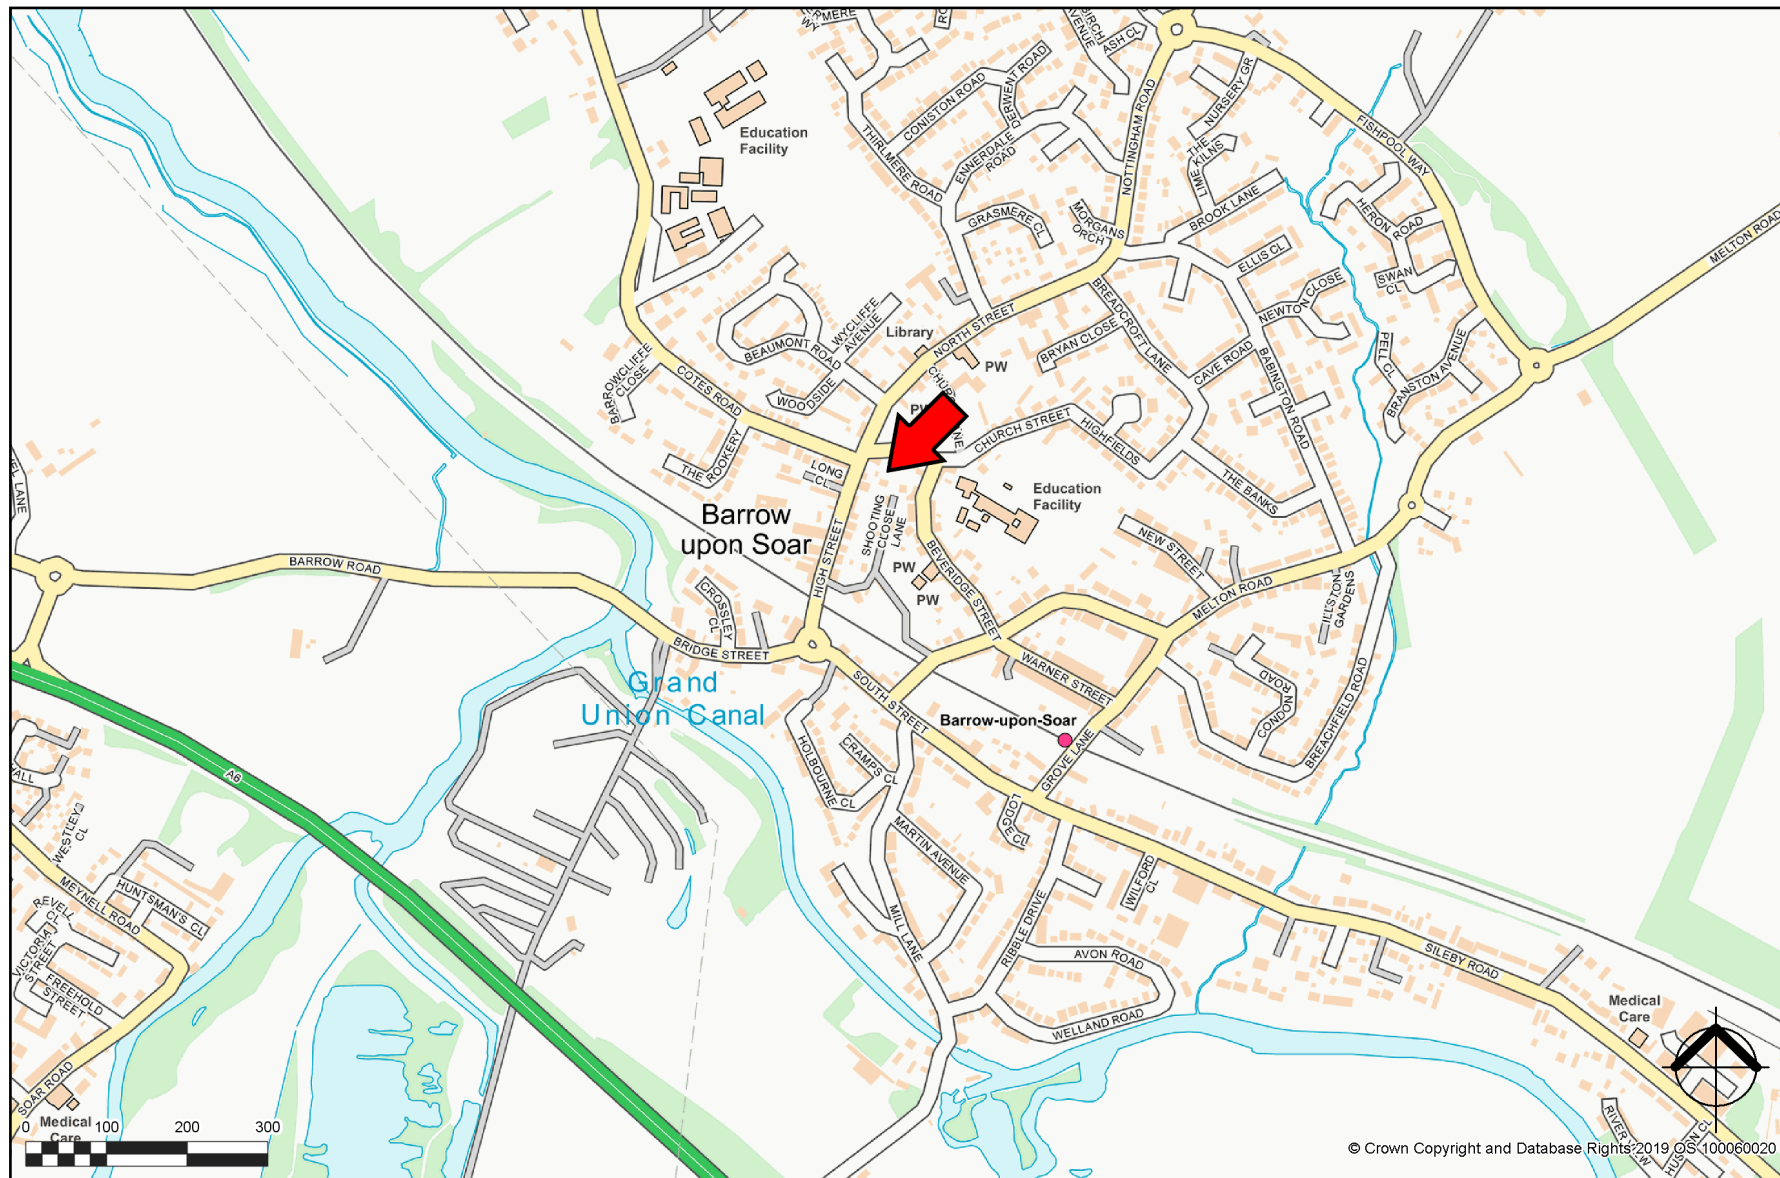 ASH CL
DERWENT ROAD
CONISTON ROAD
THE NURSERY GR
FISHPOOL WAY
Education
Facility
THIRLMERE ROAD
ENNERDALE
ROAD
NOTTINGHAM ROAD
LIME KILNS
BROOK LANE
HERON
ROAD
MELTON ROAD
GRASMERE CL
MORGANS
ORCH
ELLIS CL
SWAN
CL
NEWTON CLOSE
BREADCROFT LANE
WYCLIFFE
AVENUE
Library
NORTH STREET
BEAUMONT ROAD
BRYAN CLOSE
PW
CAVE ROAD
BABINGTON ROAD
PELL CL
BRANSTON AVENUE
BARROWCLIFFE
CLOSE
COTES ROAD
WOODSIDE
CHURCH STREET
HIGHFIELDS
THE ROOKERY
LONG
CL
THE BANKS
Education
Facility
Barrow
upon Soar
SHOOTING
CLOSE
LANE
HIGH STREET
BEVERIDGE STREET
NEW STREET
BARROW ROAD
PW
PW
MELTON ROAD
HILLSTON
GARDENS
CROSSLEY
CL
BRIDGE STREET
WARNER STREET
SOUTH STREET
Grand
Union Canal
Barrow-upon-Soar
CONDON
ROAD
BREACHFIELD ROAD
GROVE LANE
HOLBOURNE CL
CRAMPS CL
A6
LODGE CL
WESTLEY
CL
MARTIN AVENUE
WILFORD
CL
MEYNELL ROAD
HUNTSMAN'S CL
REVELL
CL
VICTORIA
STREET
FREEHOLD
STREET
MILL LANE
RIBBLE DRIVE
AVON ROAD
WELLAND ROAD
SILEBY ROAD
Medical
Care
SOAR ROAD
Medical
Care
0 100 200 300
RIVER VIEW
© Crown Copyright and Database Rights 2019 OS 100060020